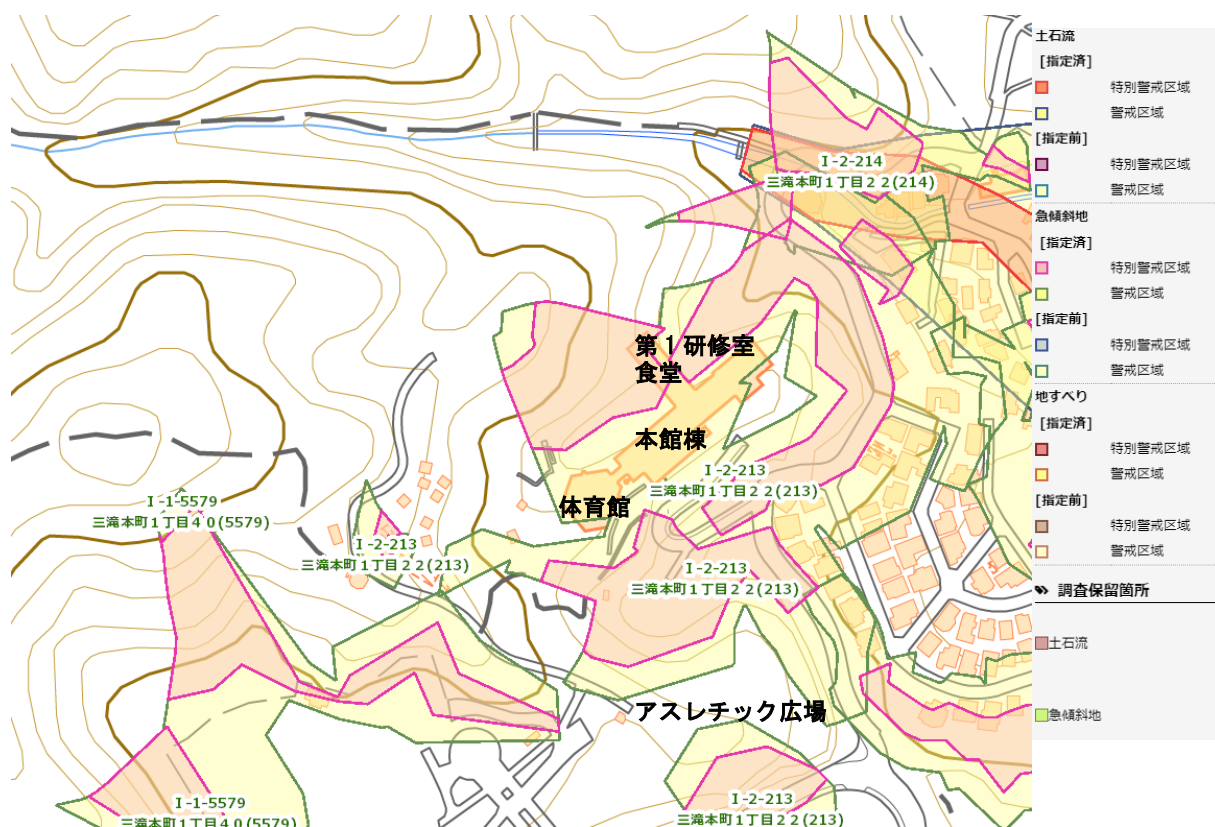 I-2-214
三滝本町1丁目22(214)
第1研修室
食堂
本館棟
I-2-213
三滝本町1丁目22(213)
体育館
I-1-5579
三滝本町1丁目40(5579)
I-2-213
三滝本町1丁目22(213)
I-2-213
三滝本町1丁目22(213)
アスレチック広場
I-1-5579
三滝本町1丁目40(5579)
I-2-213
三滝本町1丁目22(213)
土石流
[指定済]
特別警戒区域
警戒区域
[指定前]
特別警戒区域
警戒区域
急傾斜地
[指定済]
特別警戒区域
警戒区域
[指定前]
特別警戒区域
警戒区域
地すべり
[指定済]
特別警戒区域
警戒区域
[指定前]
特別警戒区域
警戒区域
調査保留箇所
土石流
急傾斜地